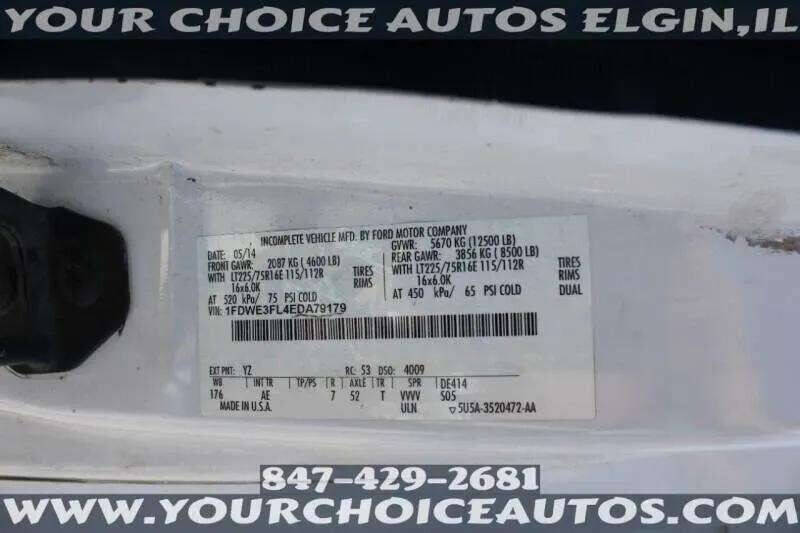 YOUR CHOICE AUTOS ELGIN,IL
INCOMPLETE VEHICLE MFD. BY FORD MOTOR COMPANY
DATE: 05/14 GVWR: 5670 KG (12500 LB)
FRONT GAWR: 2087 KG (4600 LB) REAR GAWR: 3856 KG (8500 LB)
WITH LT225/75R16E 115/112R TIRES WITH LT225/75R16E 115/112R TIRES
16x6.0K RIMS 16x6.0K RIMS
AT 520 kPa/ 75 PSI COLD AT 450 kPa/ 65 PSI COLD DUAL
VIN: 1FDWE3FL4EDA79179
EXT PNT: YZ RC: 53 DSO: 4009
WB INT TR TP/PS R AXLE TR SPR DE414
176 AE 7 52 T VVVV S05
MADE IN U.S.A. ULN ▽5U5A-3520472-AA
847-429-2681
WWW.YOURCHOICEAUTOS.COM